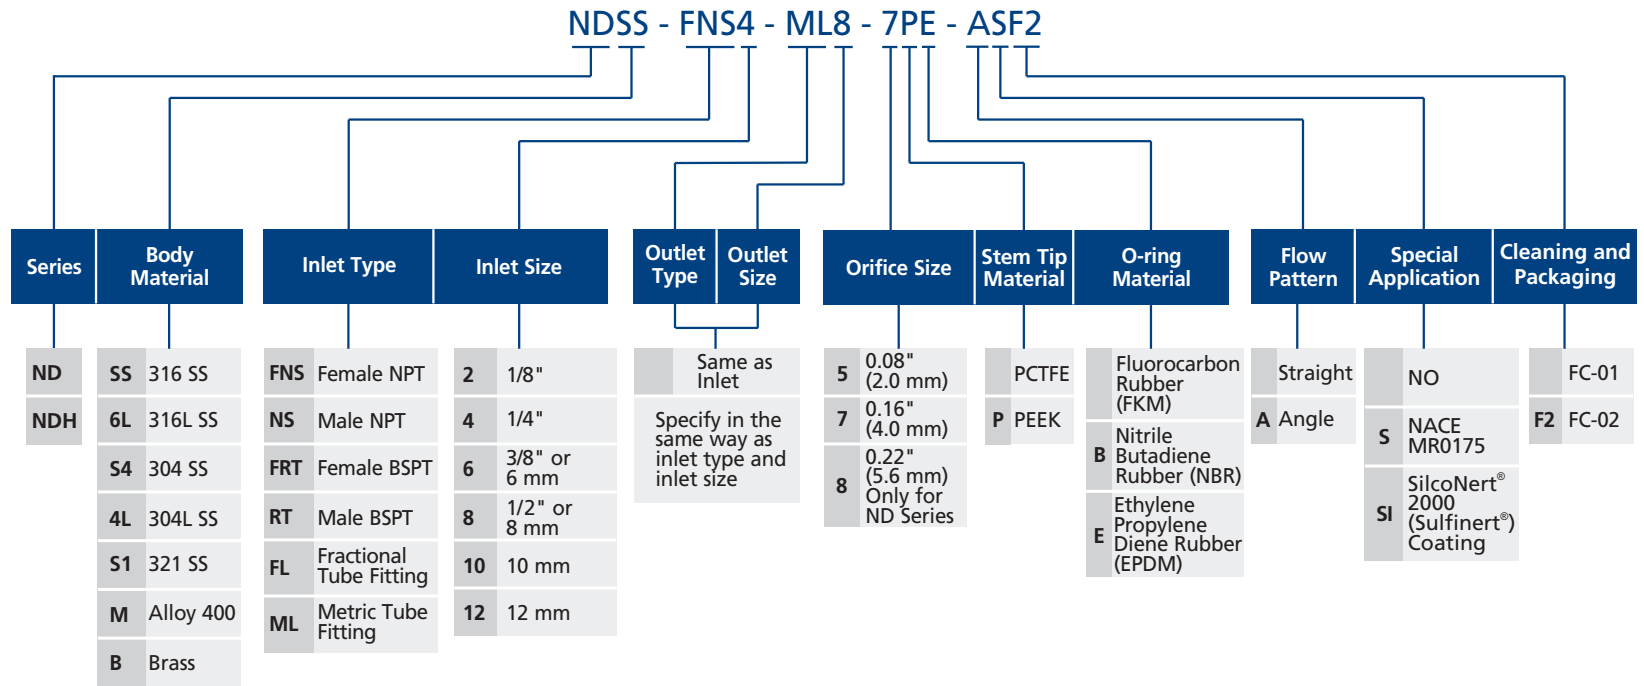 NDSS - FNS4 - ML8 - 7PE - ASF2
Series
Body
Material
Inlet Type
Inlet Size
Outlet
Type
Outlet
Size
Orifice Size
Stem Tip
Material
O-ring
Material
Flow
Pattern
Special
Application
Cleaning and
Packaging
ND
NDH
SS 316 SS
6L 316L SS
S4 304 SS
4L 304L SS
S1 321 SS
M Alloy 400
B Brass
FNS Female NPT
NS Male NPT
FRT Female BSPT
RT Male BSPT
FL Fractional
Tube Fitting
ML Metric Tube
Fitting
2 1/8"
4 1/4"
6 3/8" or
6 mm
8 1/2" or
8 mm
10 10 mm
12 12 mm
Same as
Inlet
Specify in the
same way as
inlet type and
inlet size
5 0.08"
(2.0 mm)
7 0.16"
(4.0 mm)
8 0.22"
(5.6 mm)
Only for
ND Series
PCTFE
P PEEK
Fluorocarbon
Rubber
(FKM)
B Nitrile
Butadiene
Rubber (NBR)
E Ethylene
Propylene
Diene Rubber
(EPDM)
Straight
A Angle
NO
S NACE
MR0175
SI SilcoNert®
2000
(Sulfinert®)
Coating
FC-01
F2 FC-02